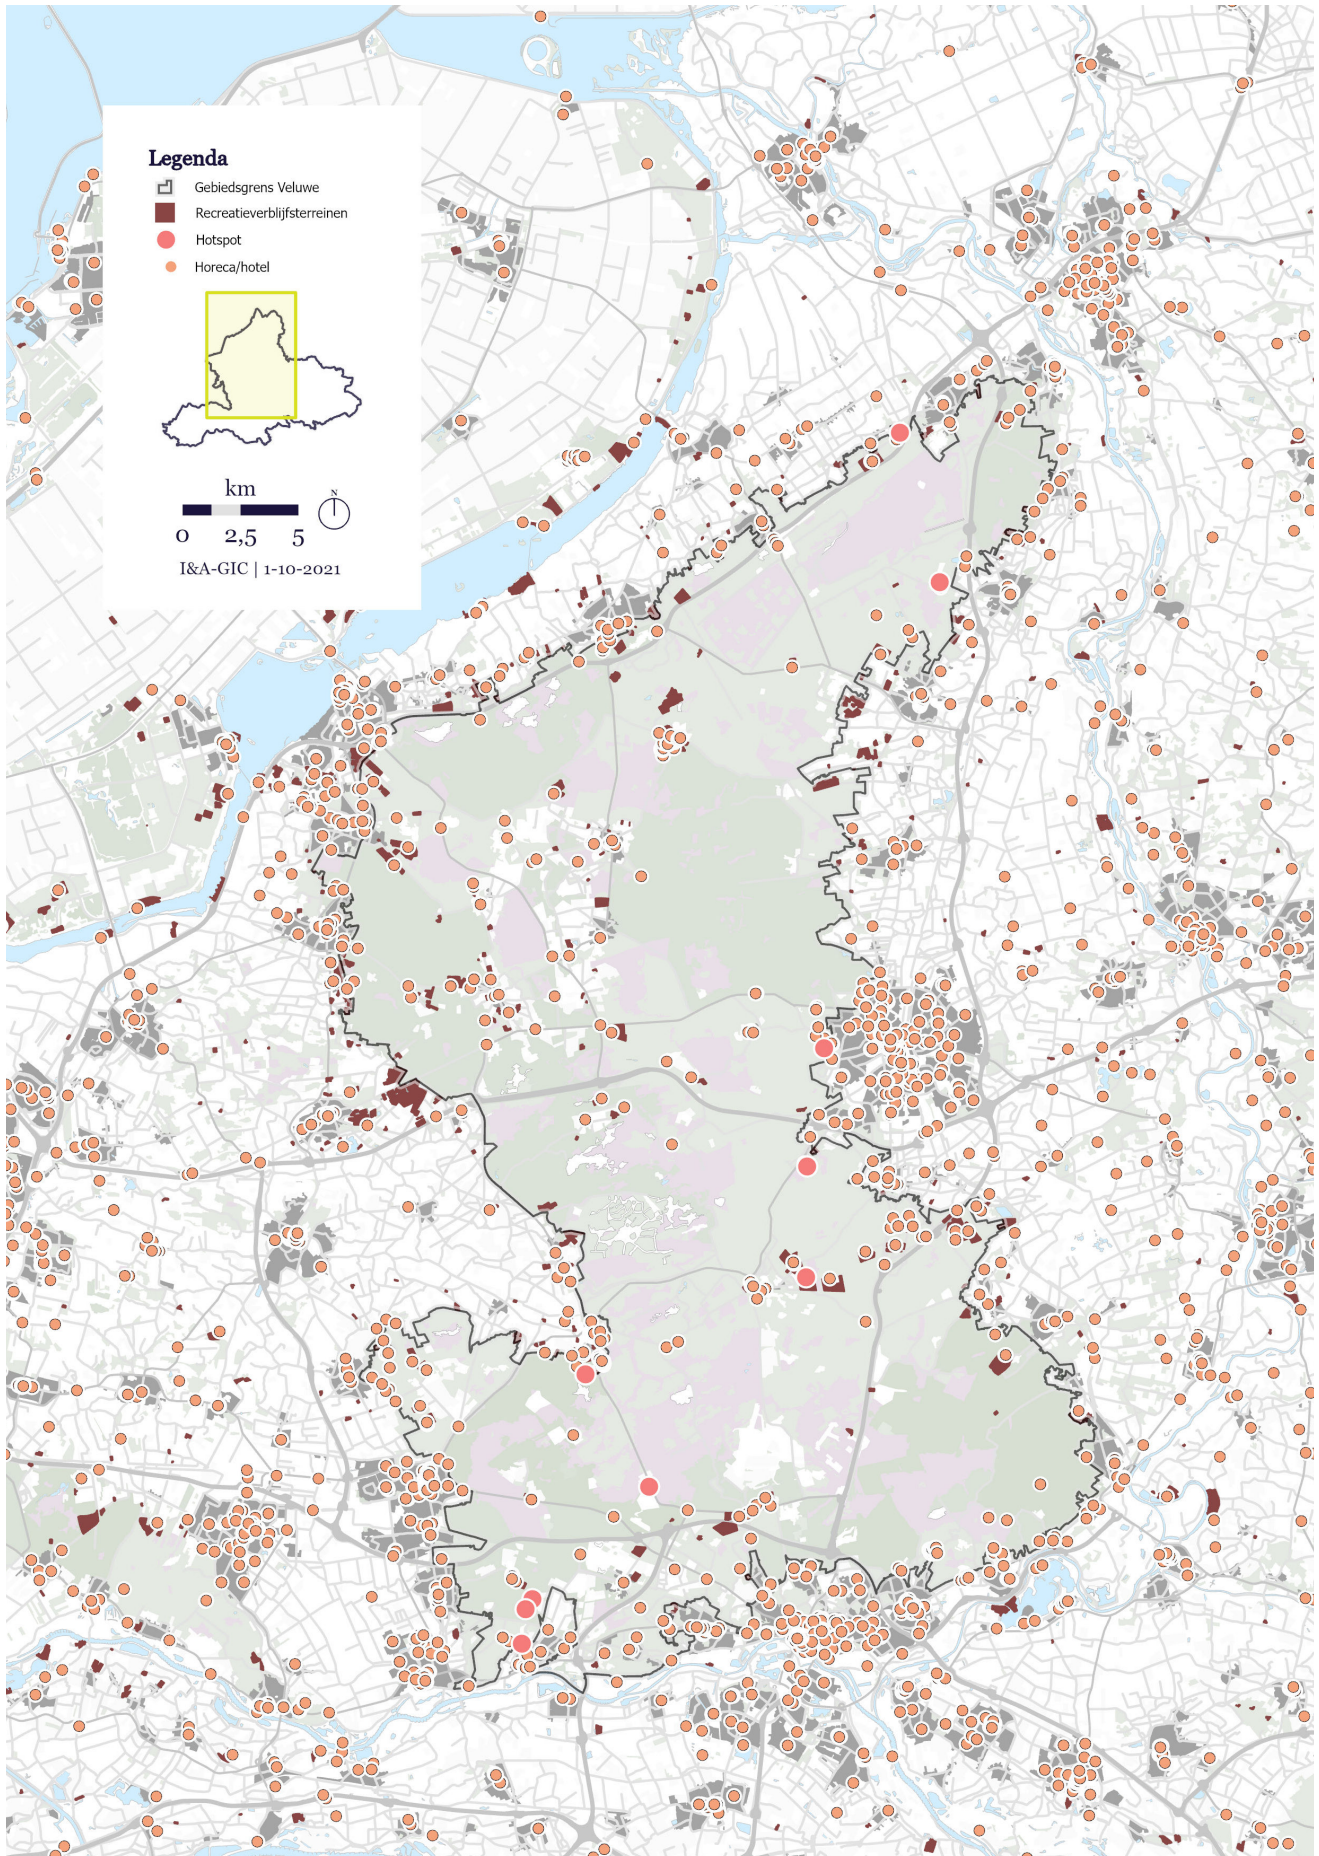 Legenda
Gebiedsgrens Veluwe
Recreatieverblijfsterreinen
Hotspot
Horeca/hotel
km
N
0 2,5 5
I&A-GIC | 1-10-2021